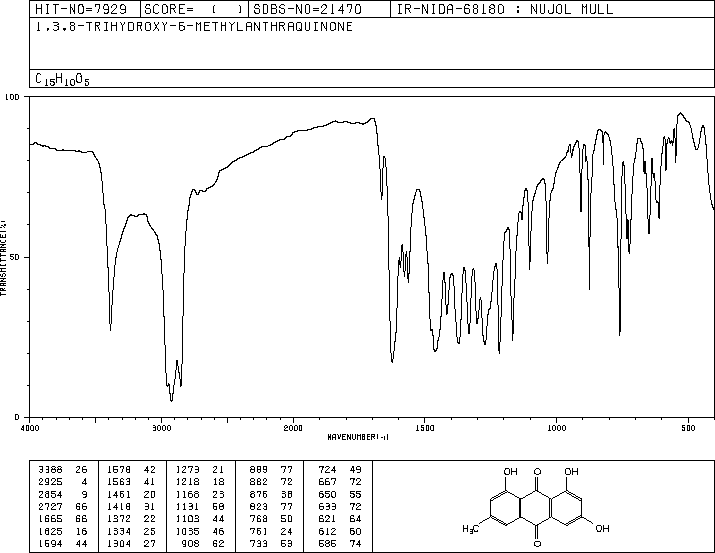 HIT-NO=7929 SCORE= ( ) SDBS-NO=21470 IR-NIDA-68180 : NUJOL MULL
1,3,8-TRIHYDROXY-6-METHYLANTHRAQUINONE
C15H10O5
100
50
0
TRANSMITTANCE(%)
4000 3000 2000 1500 1000 500
WAVENUMBER(-1)
3388 26 1578 42 1273 21 889 77 724 49
2925 4 1563 41 1218 18 882 72 667 72
2854 9 1461 20 1168 23 876 38 650 55
2727 66 1418 31 1131 60 823 77 639 72
1665 66 1372 22 1103 44 768 50 621 64
1625 16 1334 25 1035 46 761 24 612 60
1594 44 1304 27 908 62 733 59 586 74
OH O OH
H3C O OH